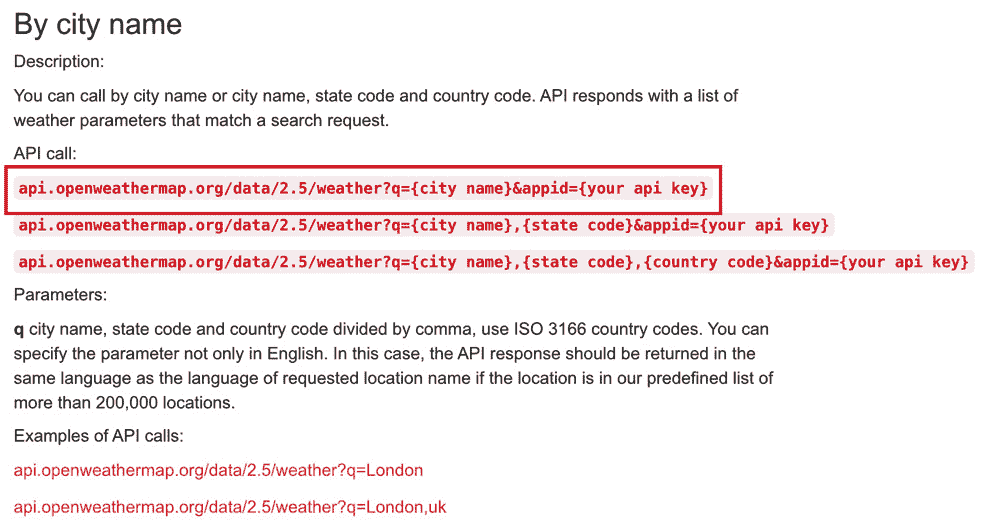 By city name
Description:
You can call by city name or city name, state code and country code. API responds with a list of
weather parameters that match a search request.
API call:
api.openweathermap.org/data/2.5/weather?q={city name}&appid={your api key}
api.openweathermap.org/data/2.5/weather?q={city name},{state code}&appid={your api key}
api.openweathermap.org/data/2.5/weather?q={city name},{state code},{country code}&appid={your api key}
Parameters:
q city name, state code and country code divided by comma, use ISO 3166 country codes. You can
specify the parameter not only in English. In this case, the API response should be returned in the
same language as the language of requested location name if the location is in our predefined list of
more than 200,000 locations.
Examples of API calls:
api.openweathermap.org/data/2.5/weather?q=London
api.openweathermap.org/data/2.5/weather?q=London,uk